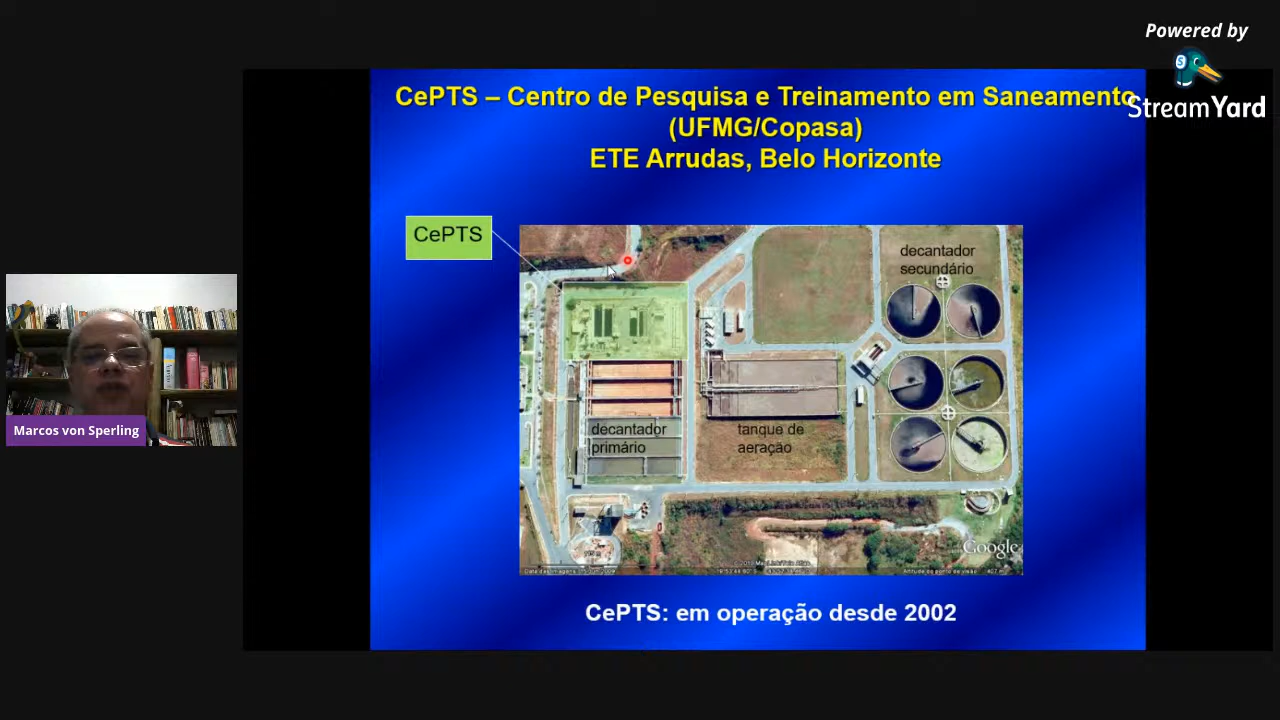 Powered by
StreamYard
CePTS – Centro de Pesquisa e Treinamento em Saneamento
(UFMG/Copasa)
ETE Arrudas, Belo Horizonte
CePTS
decantador
secundário
decantador
primário
tanque de
aeração
Google
Marcos von Sperling
CePTS: em operação desde 2002